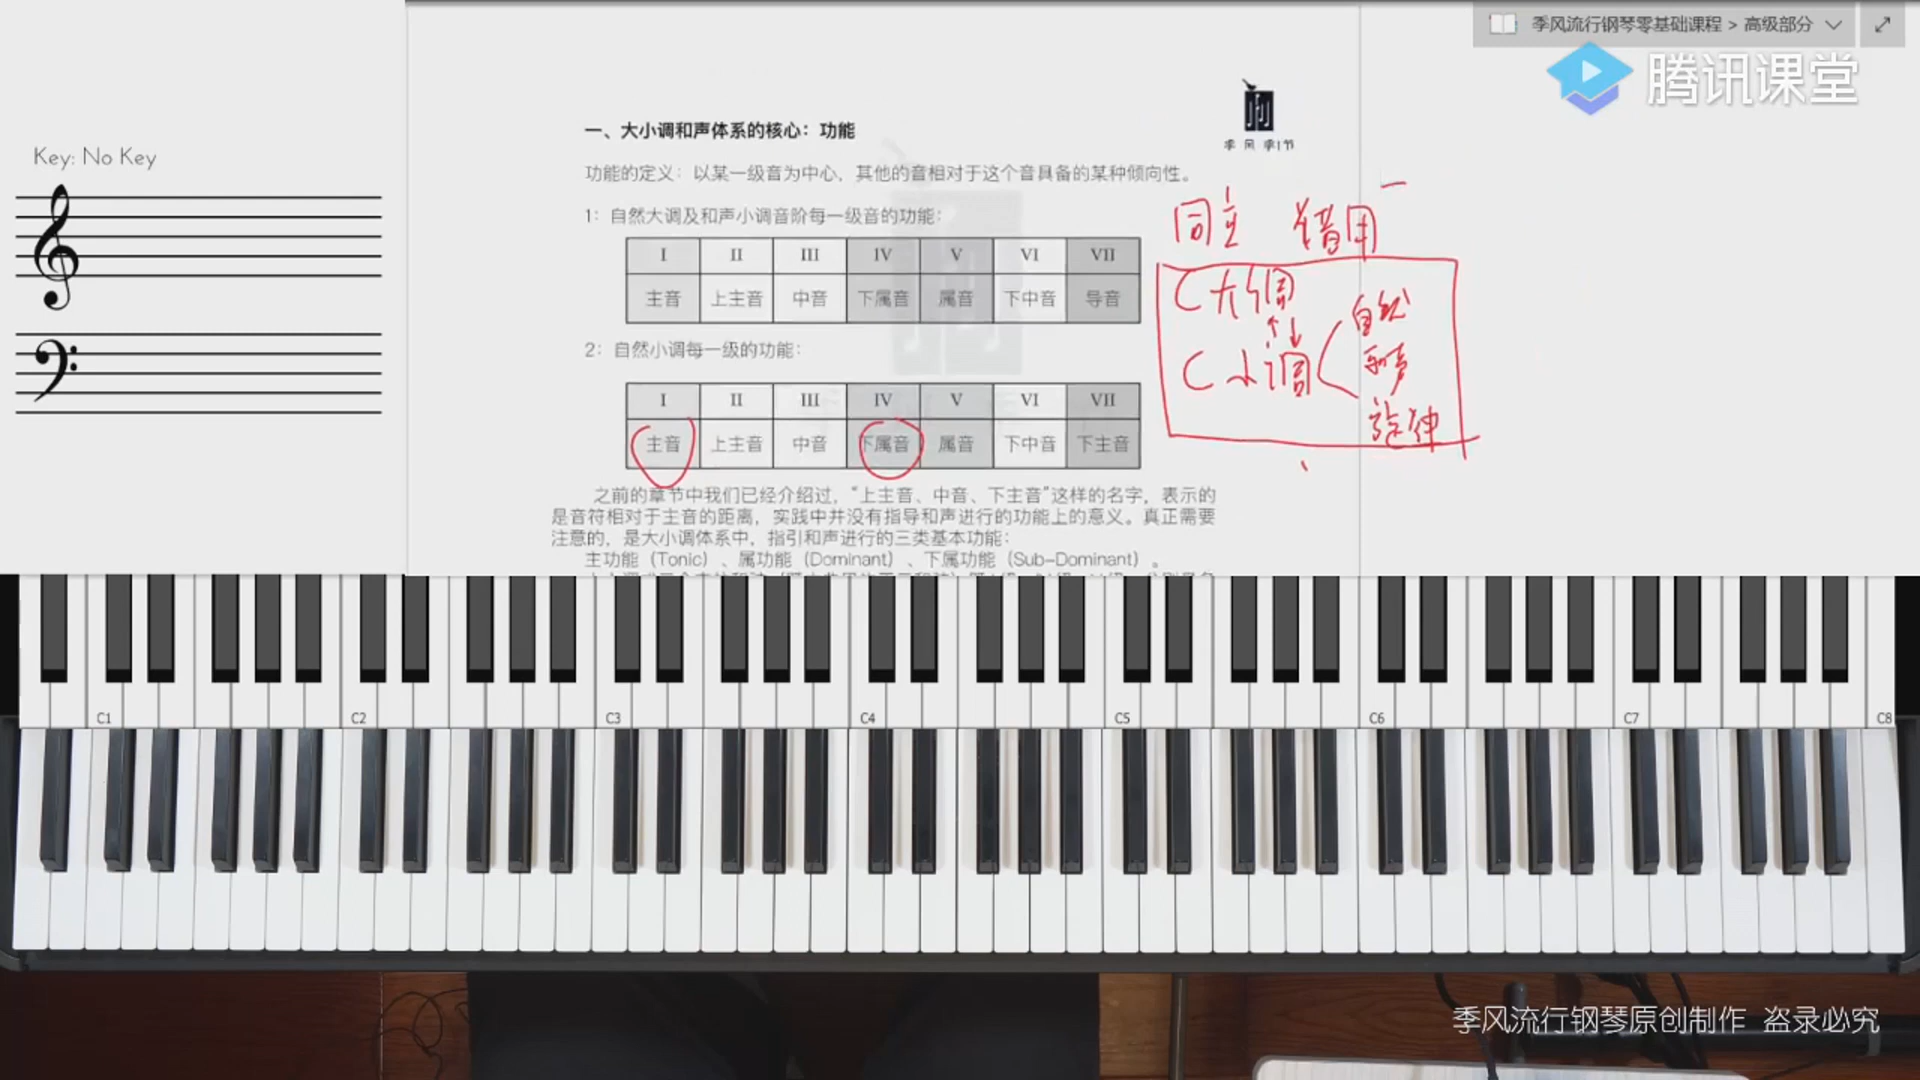 季风流行钢琴零基础课程 > 高级部分
腾讯课堂
季 风 季 节
Key: No Key
一、大小调和声体系的核心：功能
功能的定义：以某一级音为中心，其他的音相对于这个音具备的某种倾向性。
1：自然大调及和声小调音阶每一级音的功能：
I II III IV V VI VII
主音 上主音 中音 下属音 属音 下中音 导音
2：自然小调每一级的功能：
I II III IV V VI VII
主音 上主音 中音 下属音 属音 下中音 下主音
之前的章节中我们已经介绍过，“上主音、中音、下主音”这样的名字，表示的
是音符相对于主音的距离，实践中并没有指导和声进行的功能上的意义。真正需要
注意的，是大小调体系中，指引和声进行的三类基本功能：
主功能（Tonic）、属功能（Dominant）、下属功能（Sub-Dominant）。
同主 借用
C大调
C小调
自然
和声
旋律
C1 C2 C3 C4 C5 C6 C7 C8
季风流行钢琴原创制作 盗录必究